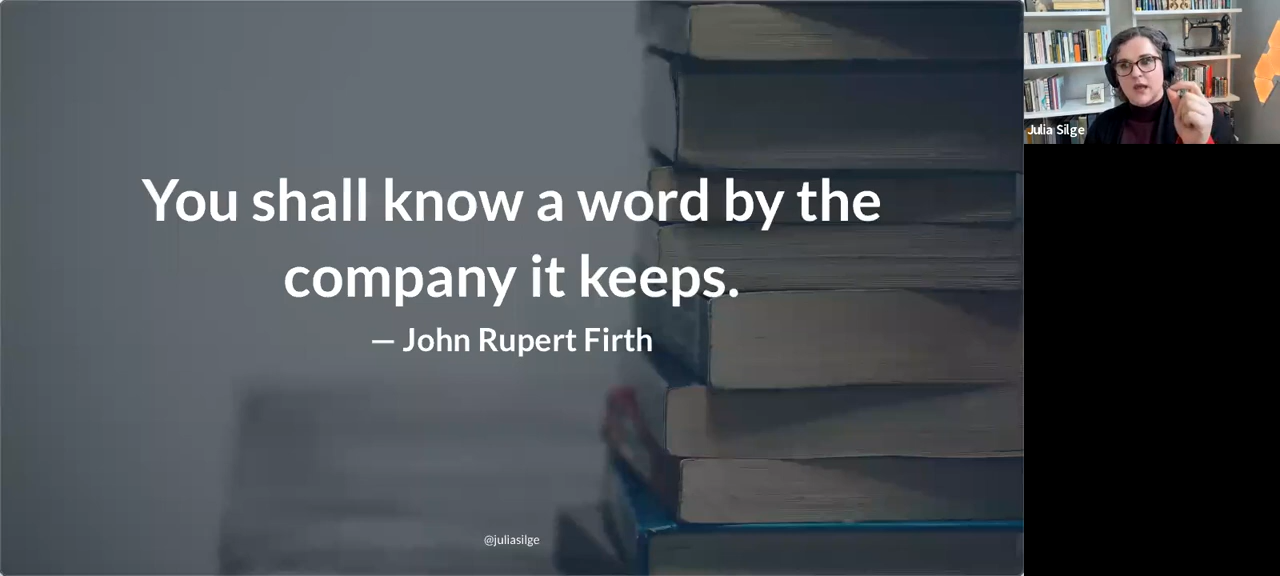 You shall know a word by the
company it keeps.
— John Rupert Firth
@juliasilge
Julia Silge